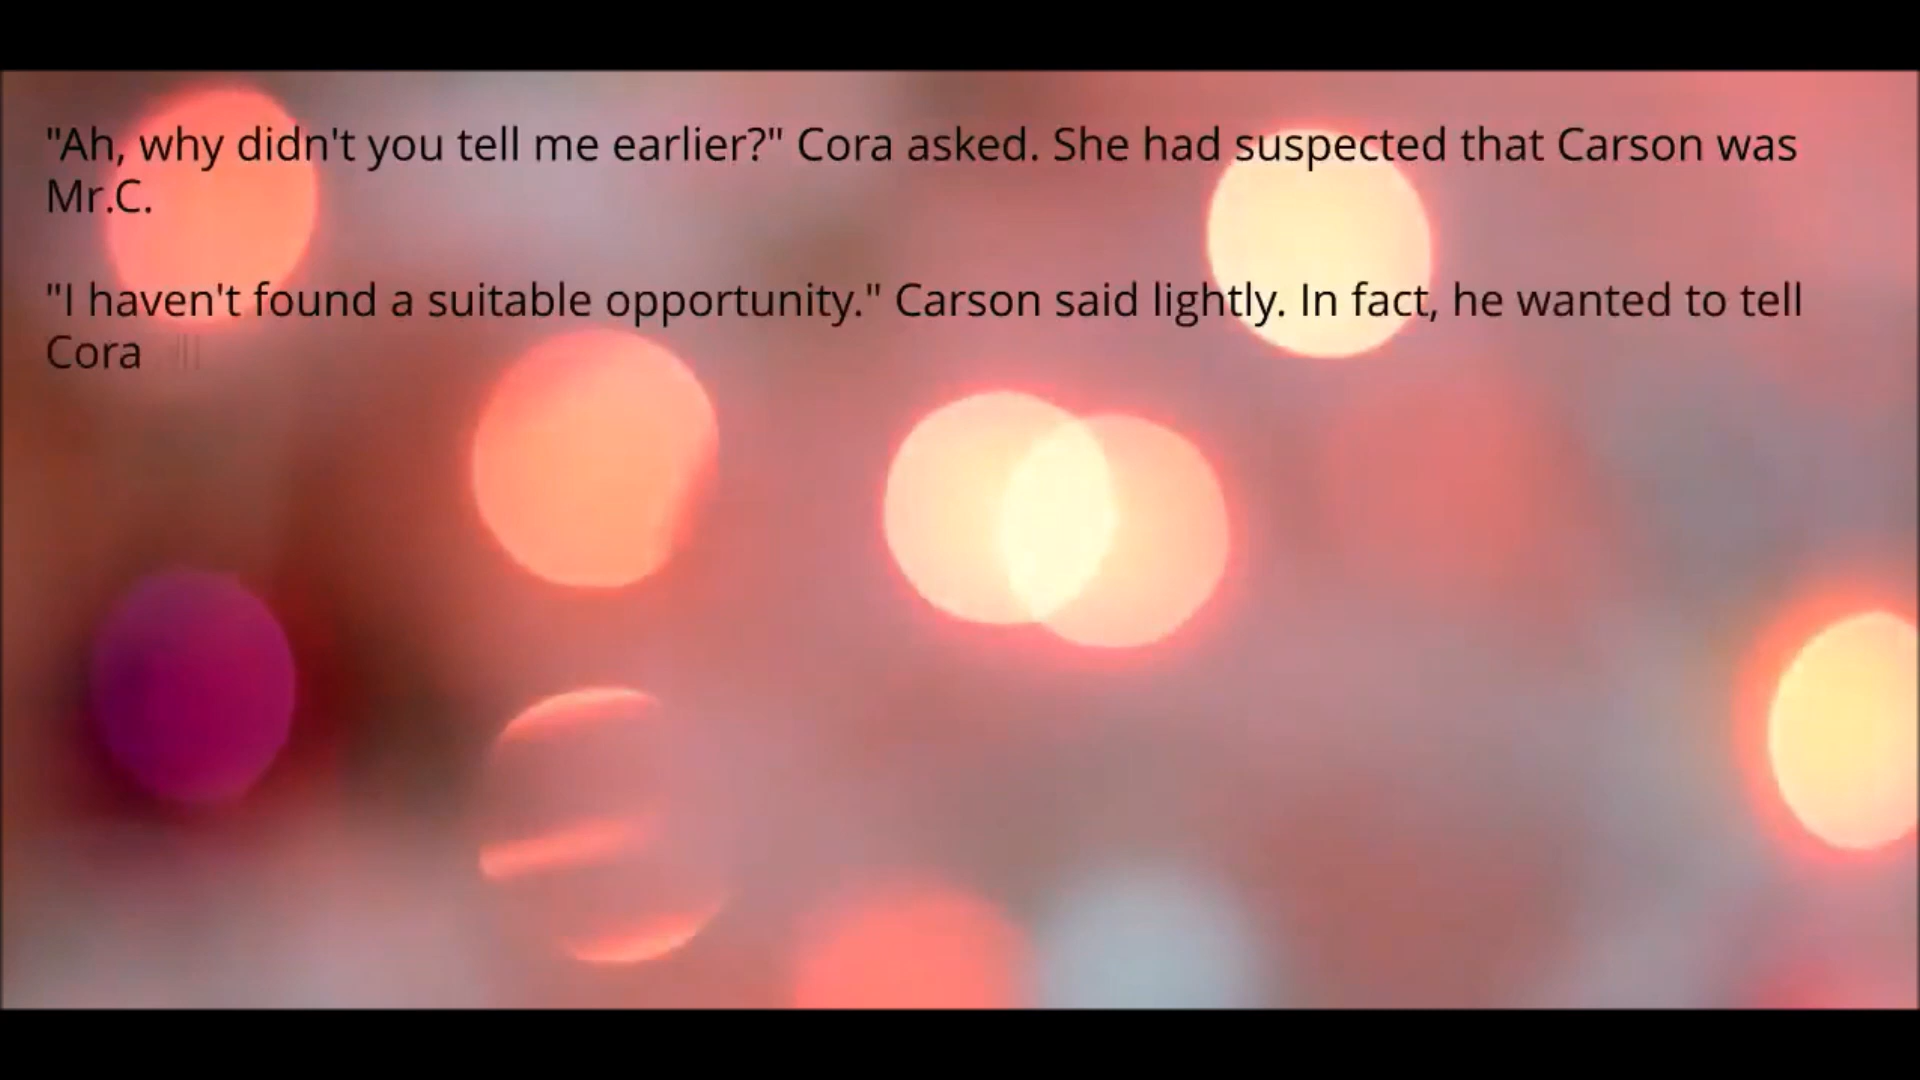 "Ah, why didn't you tell me earlier?" Cora asked. She had suspected that Carson was
Mr.C.
"I haven't found a suitable opportunity." Carson said lightly. In fact, he wanted to tell
Cora